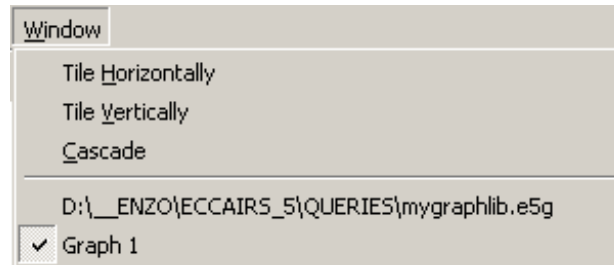 Window
Tile Horizontally
Tile Vertically
Cascade
D:\__ENZO\ECCAIRS_5\QUERIES\mygraphlib.e5g
Graph 1